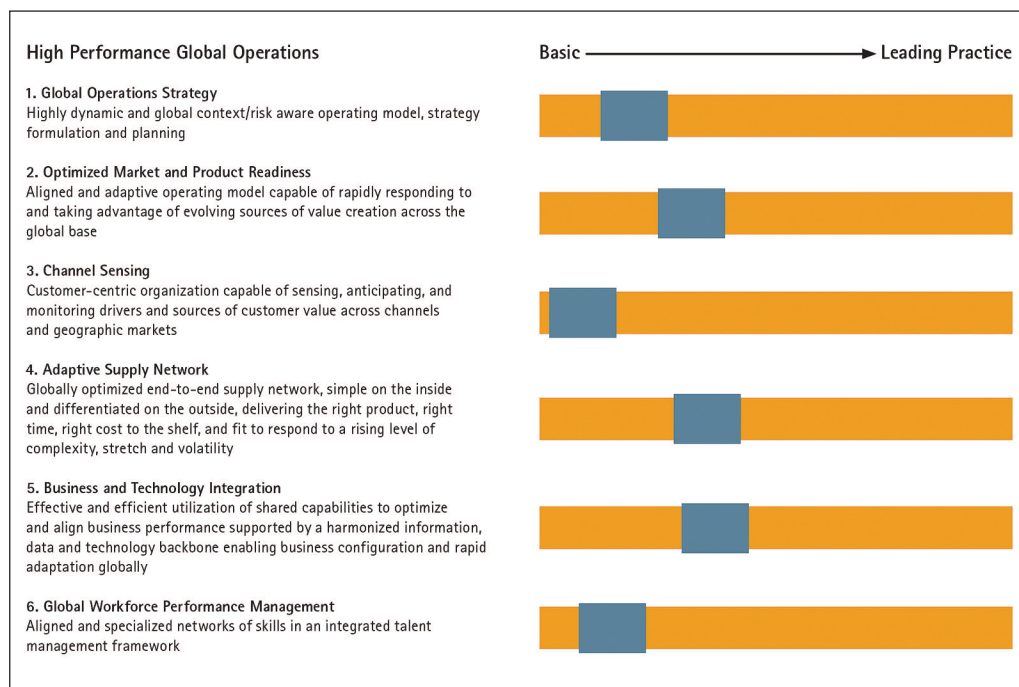 High Performance Global Operations
Basic
Leading Practice
1. Global Operations Strategy
Highly dynamic and global context/risk aware operating model, strategy
formulation and planning
2. Optimized Market and Product Readiness
Aligned and adaptive operating model capable of rapidly responding to
and taking advantage of evolving sources of value creation across the
global base
3. Channel Sensing
Customer-centric organization capable of sensing, anticipating, and
monitoring drivers and sources of customer value across channels
and geographic markets
4. Adaptive Supply Network
Globally optimized end-to-end supply network, simple on the inside
and differentiated on the outside, delivering the right product, right
time, right cost to the shelf, and fit to respond to a rising level of
complexity, stretch and volatility
5. Business and Technology Integration
Effective and efficient utilization of shared capabilities to optimize
and align business performance supported by a harmonized information,
data and technology backbone enabling business configuration and rapid
adaptation globally
6. Global Workforce Performance Management
Aligned and specialized networks of skills in an integrated talent
management framework